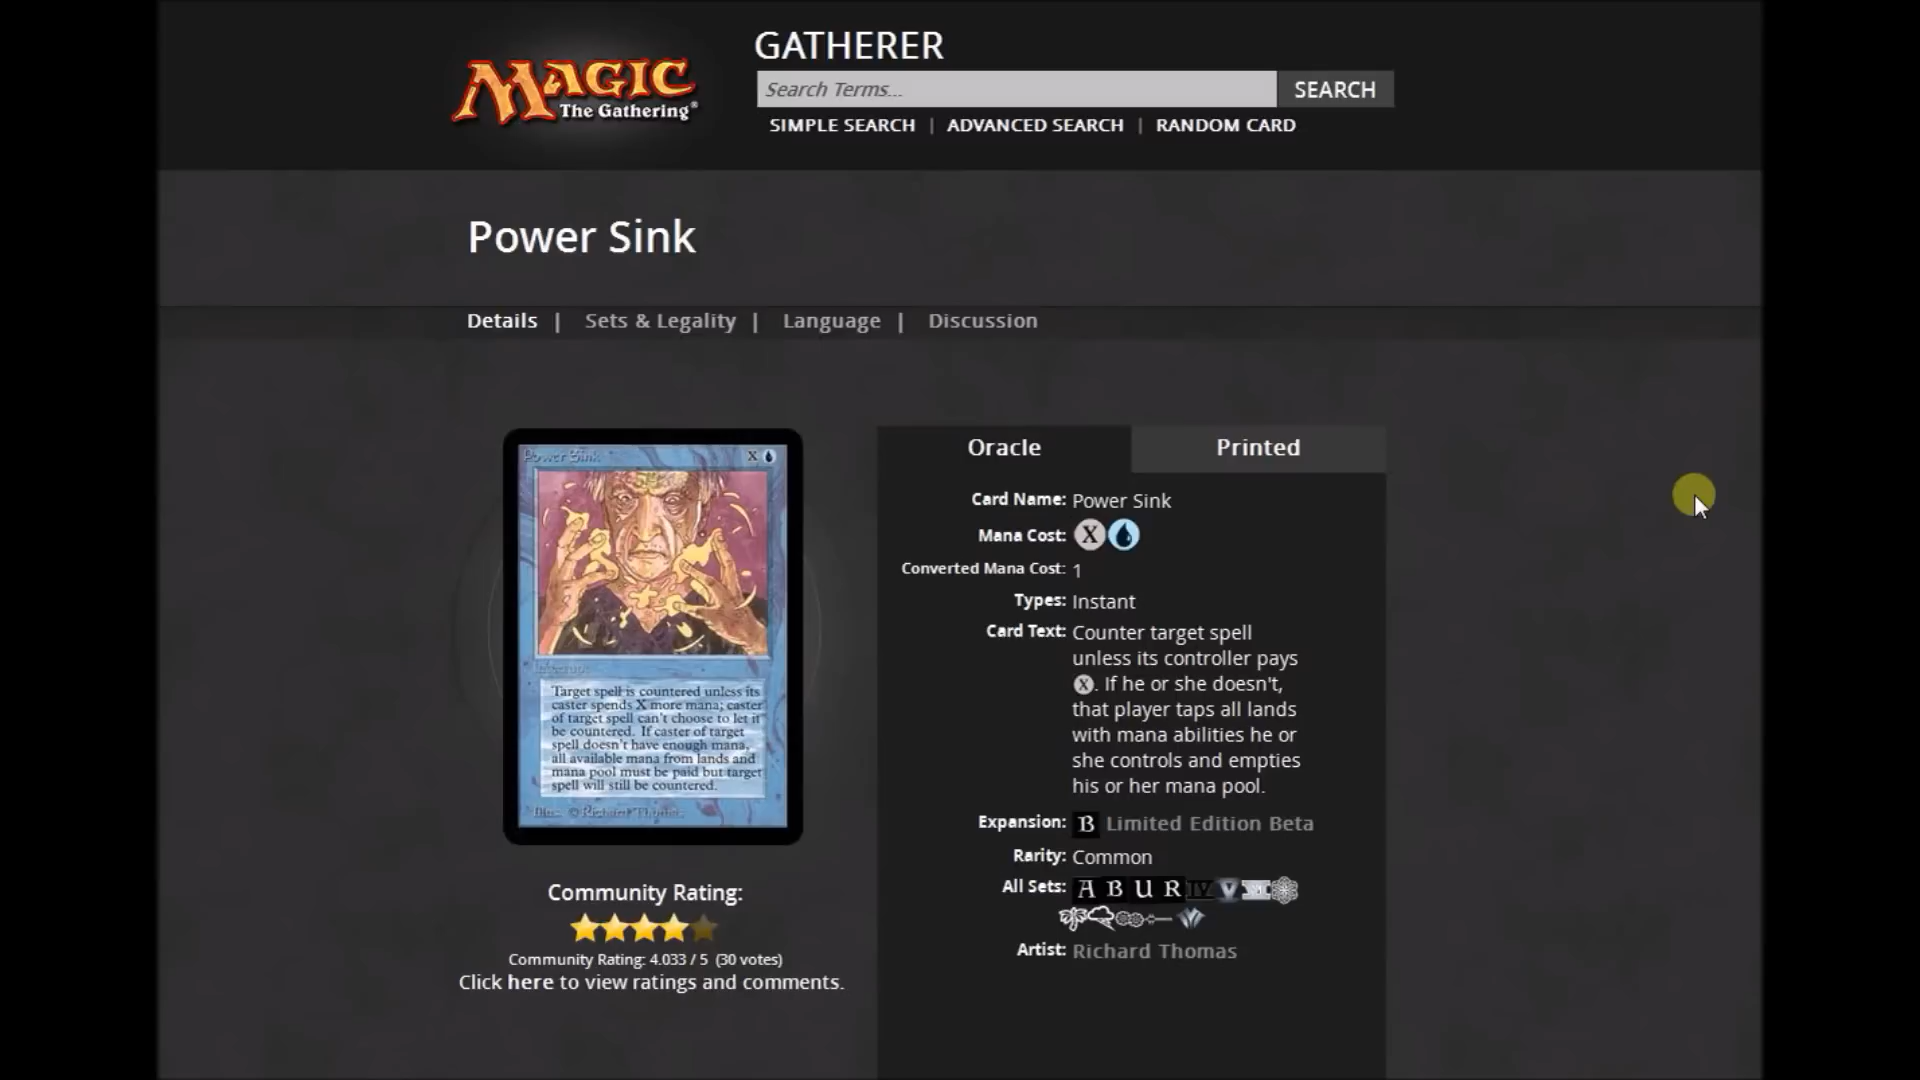 MAGIC
The Gathering®
GATHERER
Search Terms...
SEARCH
SIMPLE SEARCH | ADVANCED SEARCH | RANDOM CARD
Power Sink
Details | Sets & Legality | Language | Discussion
Power Sink X
Target spell is countered unless its
caster spends X more mana; caster
of target spell can't choose to let it
be countered. If caster of target
spell doesn't have enough mana,
all available mana from lands and
mana pool must be paid but target
spell will still be countered.
Illus. © Richard Thomas
Community Rating:
Community Rating: 4.033 / 5 (30 votes)
Click here to view ratings and comments.
Oracle
Printed
Card Name: Power Sink
Mana Cost: X
Converted Mana Cost: 1
Types: Instant
Card Text: Counter target spell
unless its controller pays
X. If he or she doesn't,
that player taps all lands
with mana abilities he or
she controls and empties
his or her mana pool.
Expansion: B Limited Edition Beta
Rarity: Common
All Sets: A B U R IV V
Artist: Richard Thomas